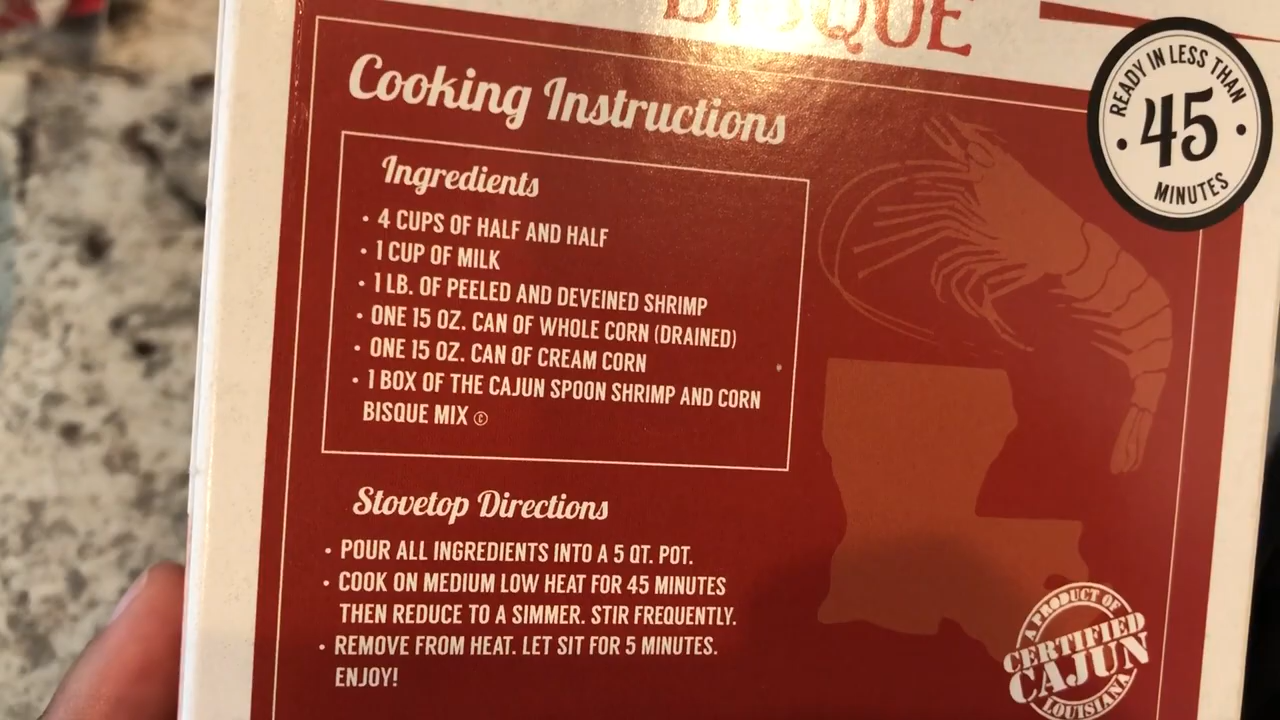 BISQUE
READY IN LESS THAN
45
MINUTES
Cooking Instructions
Ingredients
• 4 CUPS OF HALF AND HALF
• 1 CUP OF MILK
• 1 LB. OF PEELED AND DEVEINED SHRIMP
• ONE 15 OZ. CAN OF WHOLE CORN (DRAINED)
• ONE 15 OZ. CAN OF CREAM CORN
• 1 BOX OF THE CAJUN SPOON SHRIMP AND CORN
BISQUE MIX ©
Stovetop Directions
• POUR ALL INGREDIENTS INTO A 5 QT. POT.
• COOK ON MEDIUM LOW HEAT FOR 45 MINUTES
THEN REDUCE TO A SIMMER. STIR FREQUENTLY.
• REMOVE FROM HEAT. LET SIT FOR 5 MINUTES.
ENJOY!
A PRODUCT OF
CERTIFIED
CAJUN
LOUISIANA